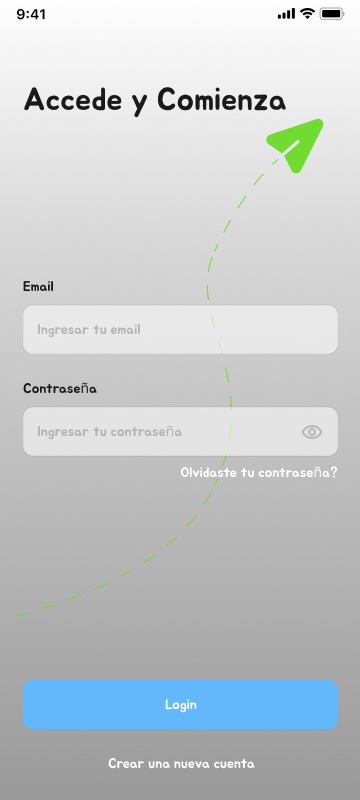 9:41
Accede y Comienza
Email
Ingresar tu email
Contraseña
Ingresar tu contraseña
Olvidaste tu contraseña?
Login
Crear una nueva cuenta